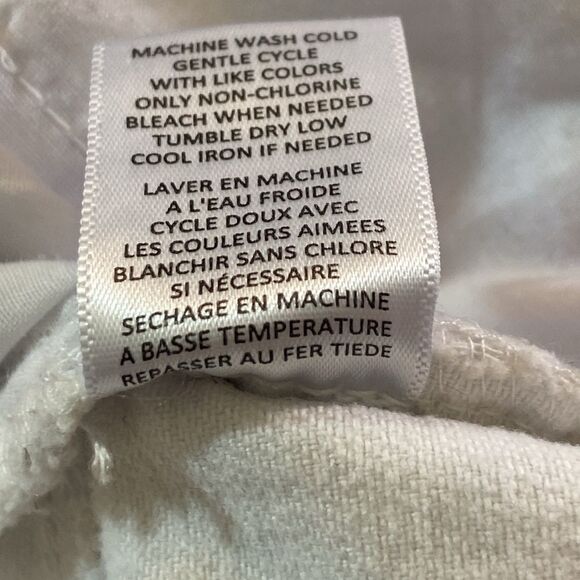 MACHINE WASH COLD
GENTLE CYCLE
WITH LIKE COLORS
ONLY NON-CHLORINE
BLEACH WHEN NEEDED
TUMBLE DRY LOW
COOL IRON IF NEEDED
LAVER EN MACHINE
A L'EAU FROIDE
CYCLE DOUX AVEC
LES COULEURS AIMEES
BLANCHIR SANS CHLORE
SI NÉCESSAIRE
SECHAGE EN MACHINE
A BASSE TEMPERATURE
REPASSER AU FER TIEDE